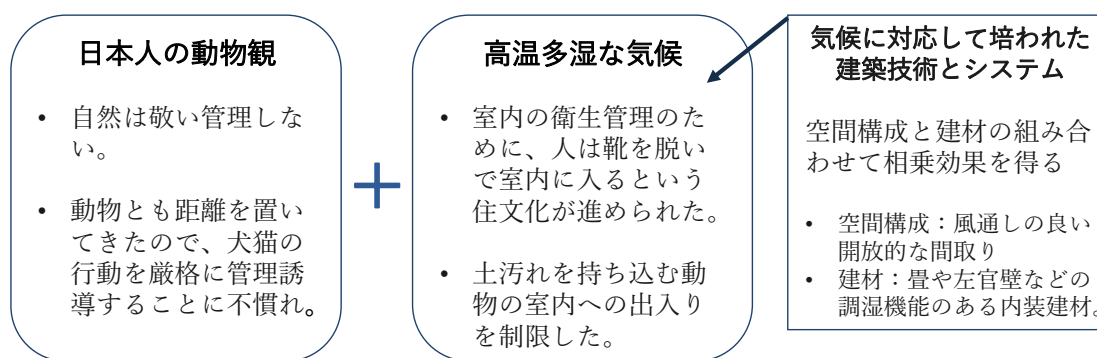 日本人の動物観
• 自然は敬い管理しな
い。
• 動物とも距離を置い
てきたので、犬猫の
行動を厳格に管理誘
導することに不慣れ。
+
高温多湿な気候
• 室内の衛生管理のた
めに、人は靴を脱い
で室内に入るという
住文化が進められた。
• 土汚れを持ち込む動
物の室内への出入り
を制限した。
気候に対応して培われた
建築技術とシステム
空間構成と建材の組み合
わせて相乗効果を得る
• 空間構成：風通しの良い
開放的な間取り
• 建材：畳や左官壁などの
調湿機能のある内装建材。